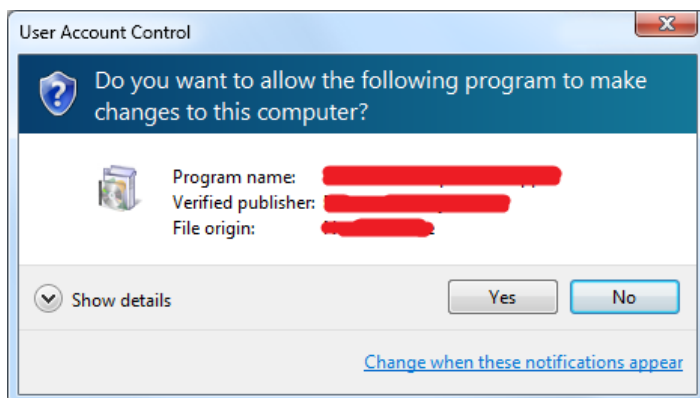 User Account Control
Do you want to allow the following program to make
changes to this computer?
Program name:
Verified publisher:
File origin:
Show details
Yes
No
Change when these notifications appear